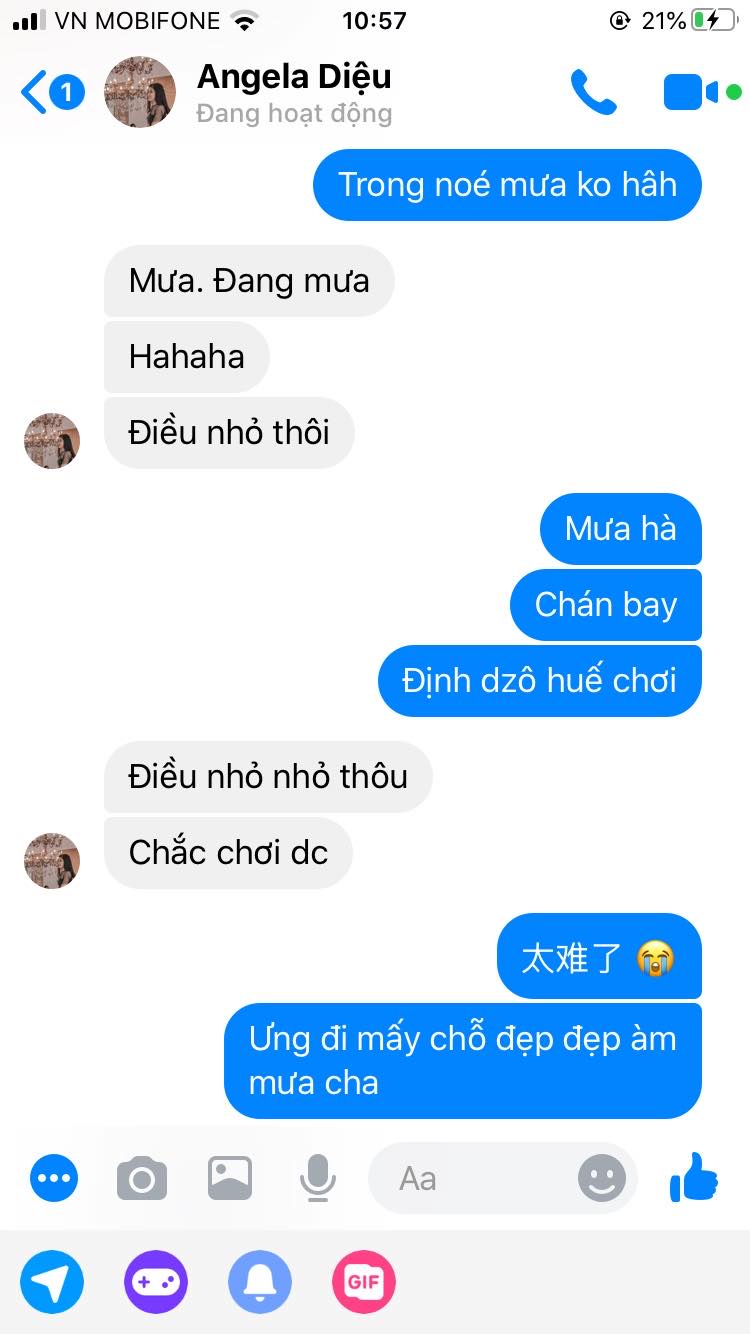 VN MOBIFONE
10:57
21%
1
Angela Diệu
Đang hoạt động
Trong noé mưa ko hâh
Mưa. Đang mưa
Hahaha
Điều nhỏ thôi
Mưa hà
Chán bay
Định dzô huế chơi
Điều nhỏ nhỏ thôu
Chắc chơi dc
太难了 😭
Ưng đi mấy chỗ đẹp đẹp àm
mưa cha
Aa
GIF